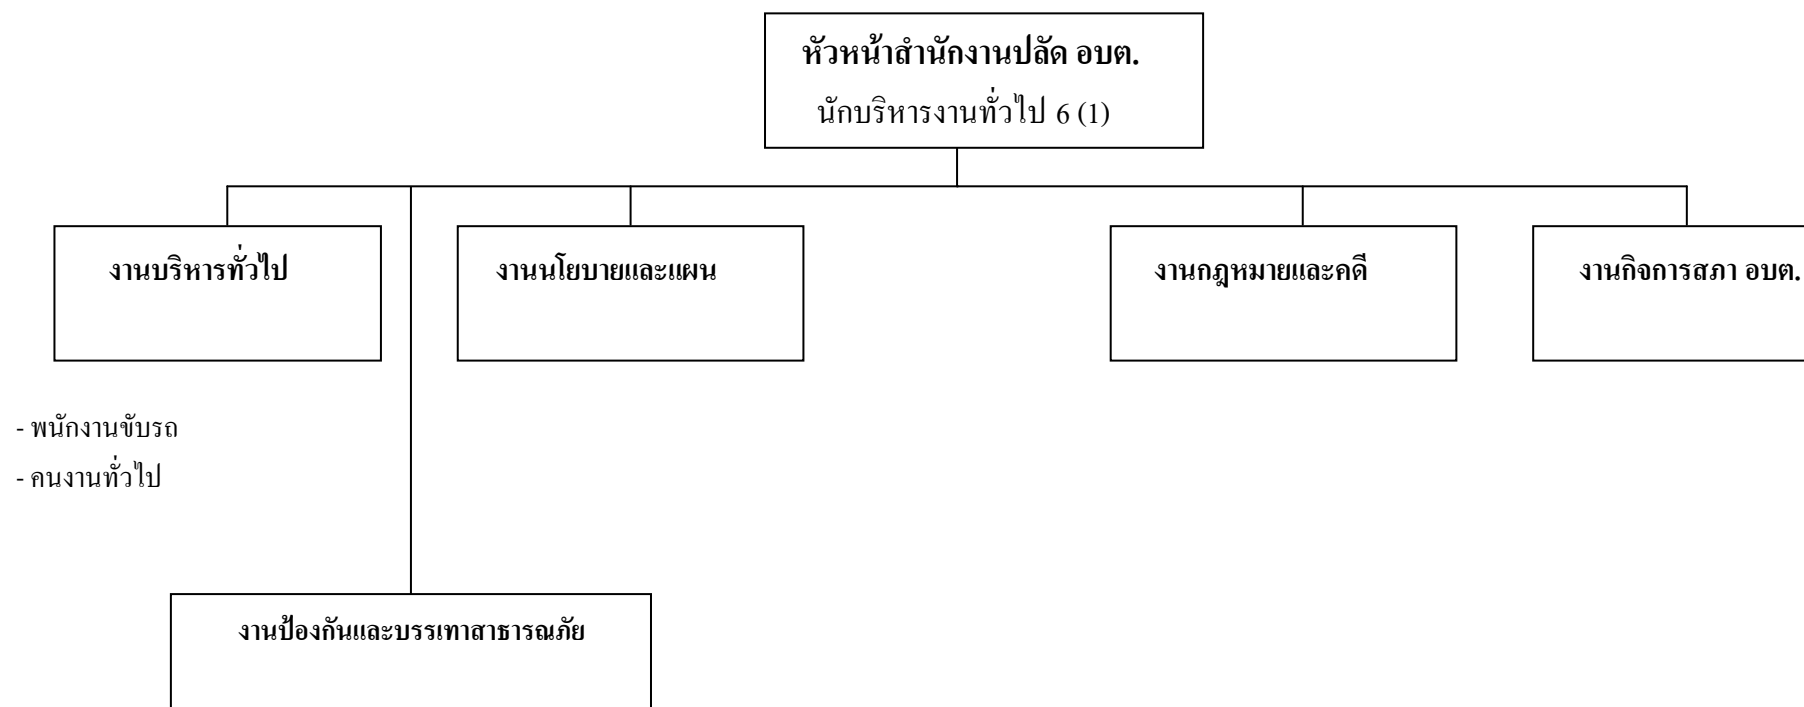 หัวหน้าสำนักงานปลัด อบต.
นักบริหารงานทั่วไป 6 (1)
งานบริหารทั่วไป
งานนโยบายและแผน
งานกฎหมายและคดี
งานกิจการสภา อบต.
- พนักงานขับรถ
- คนงานทั่วไป
งานป้องกันและบรรเทาสาธารณภัย